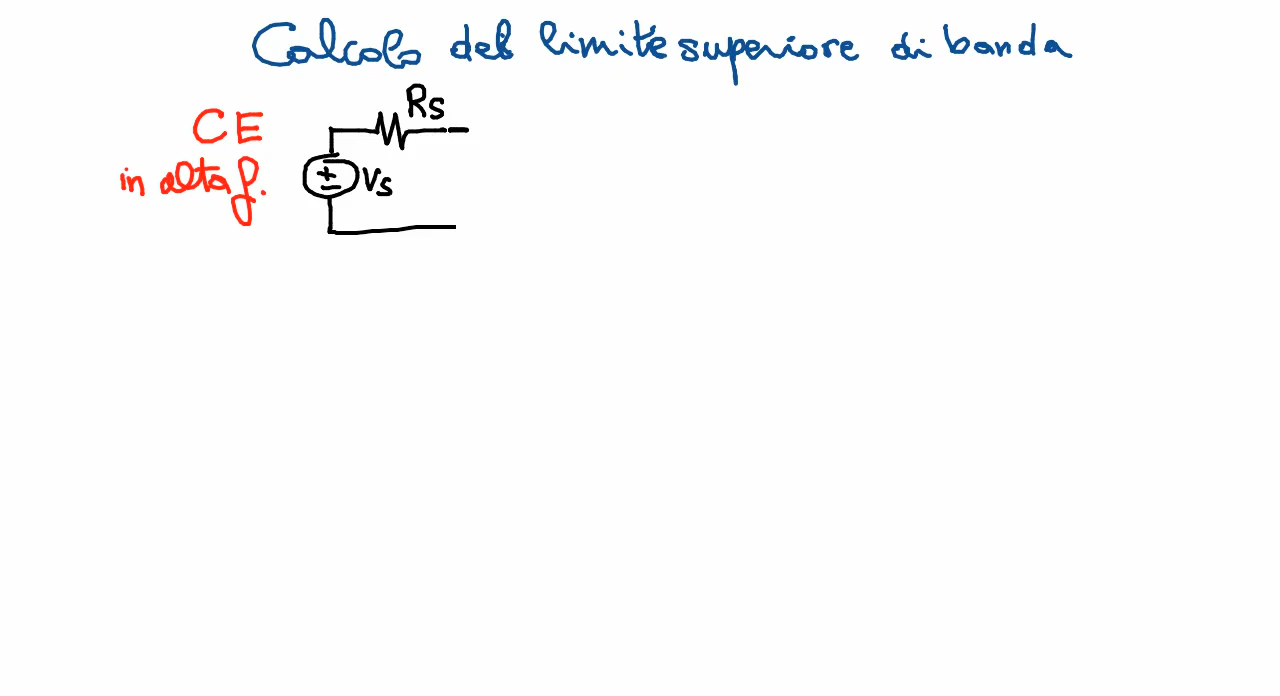 Calcolo del limite superiore di banda
CE
in alta f.
Rs
+
Vs